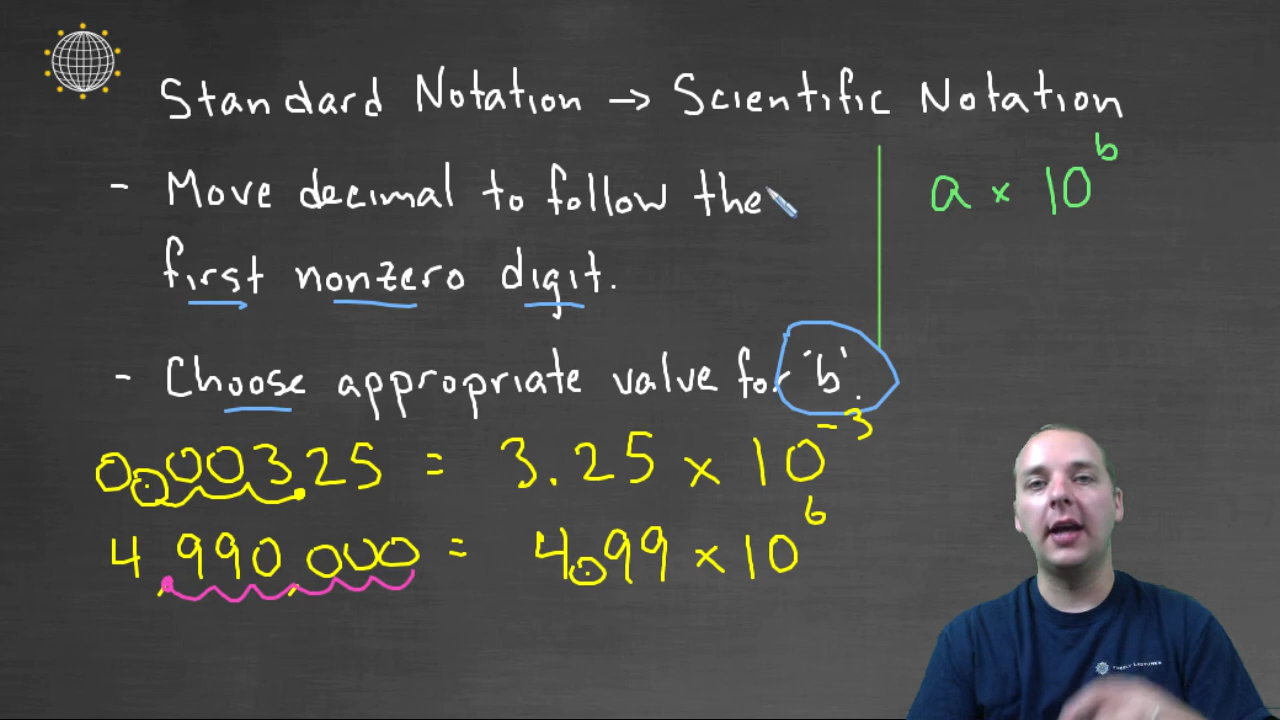 Standard Notation → Scientific Notation
- Move decimal to follow the
first nonzero digit.
a × 10^b
- Choose appropriate value for 'b'.
0.00325 = 3.25 × 10^-3
4,990,000 = 4.99 × 10^6